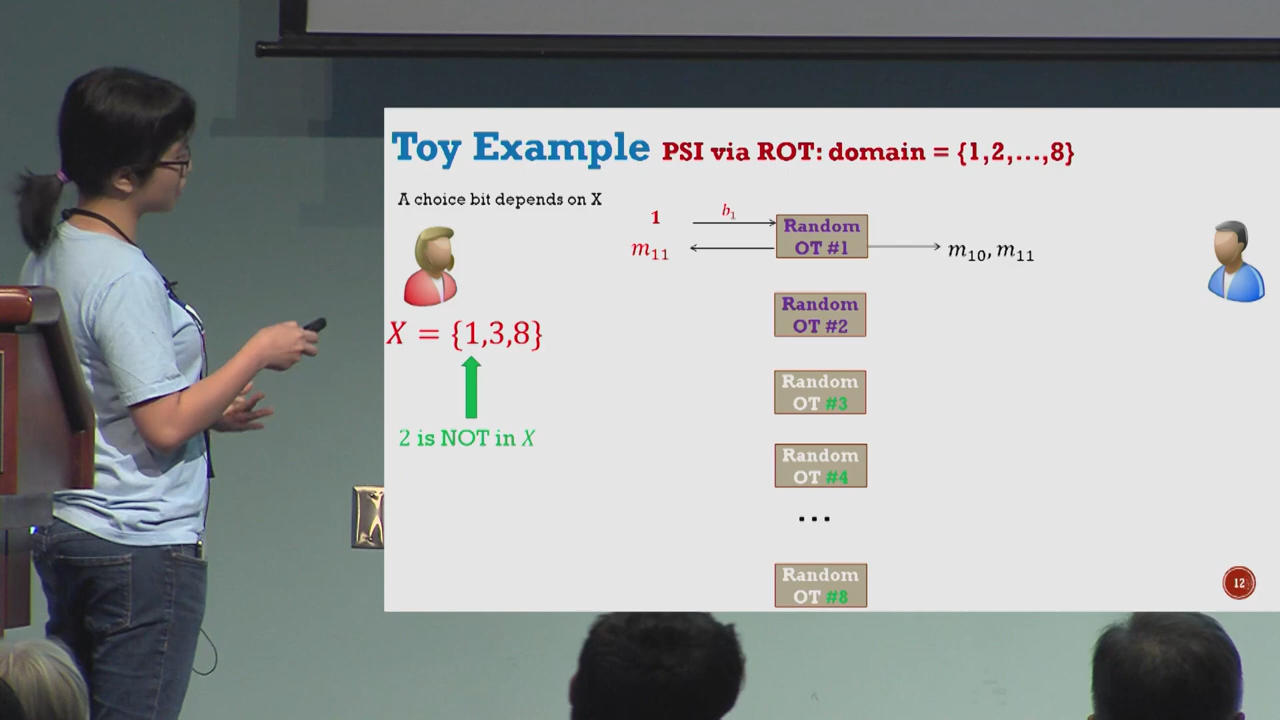 Toy Example PSI via ROT: domain = {1,2,…,8}
A choice bit depends on X
1
b₁
m₁₁
Random
OT #1
m₁₀, m₁₁
Random
OT #2
X = {1,3,8}
Random
OT #3
2 is NOT in X
Random
OT #4
...
Random
OT #8
12